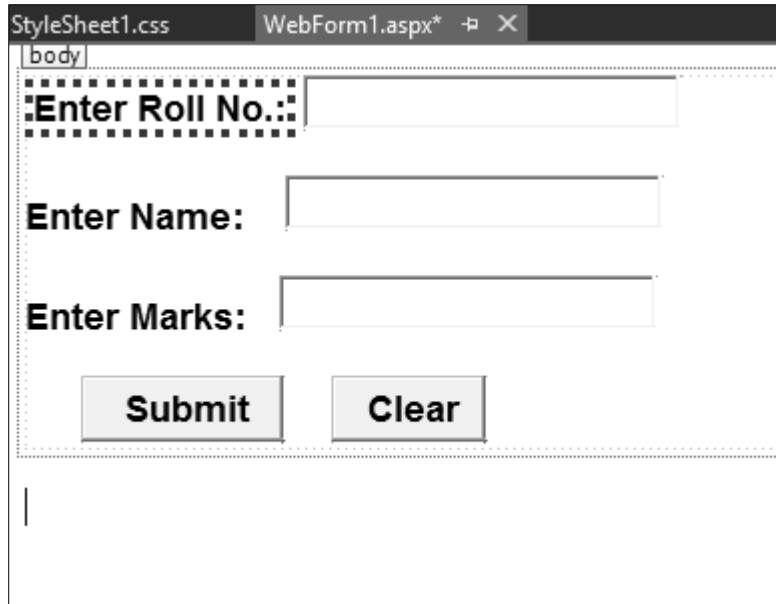 StyleSheet1.css WebForm1.aspx*
body
Enter Roll No.:
Enter Name:
Enter Marks:
Submit Clear